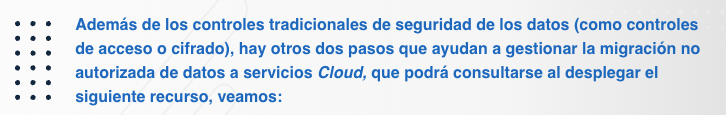 Además de los controles tradicionales de seguridad de los datos (como controles
de acceso o cifrado), hay otros dos pasos que ayudan a gestionar la migración no
autorizada de datos a servicios Cloud, que podrá consultarse al desplegar el
siguiente recurso, veamos: